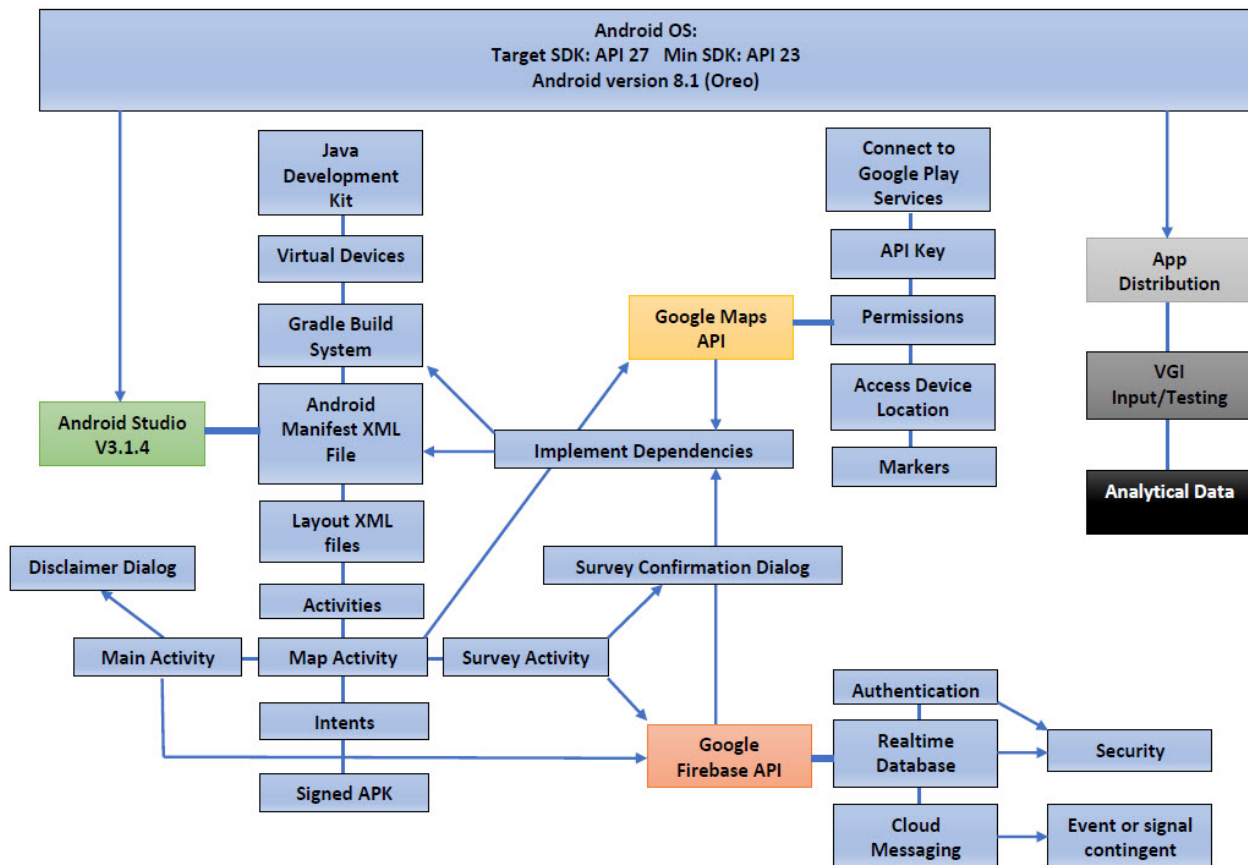 Android OS:
Target SDK: API 27 Min SDK: API 23
Android version 8.1 (Oreo)
Java
Development
Kit
Virtual Devices
Gradle Build
System
Android
Manifest XML
File
Layout XML
files
Activities
Map Activity
Intents
Signed APK
Android Studio
V3.1.4
Disclaimer Dialog
Main Activity
Survey Activity
Survey Confirmation Dialog
Implement Dependencies
Google Maps
API
Connect to
Google Play
Services
API Key
Permissions
Access Device
Location
Markers
App
Distribution
VGI
Input/Testing
Analytical Data
Google
Firebase API
Authentication
Realtime
Database
Cloud
Messaging
Security
Event or signal
contingent